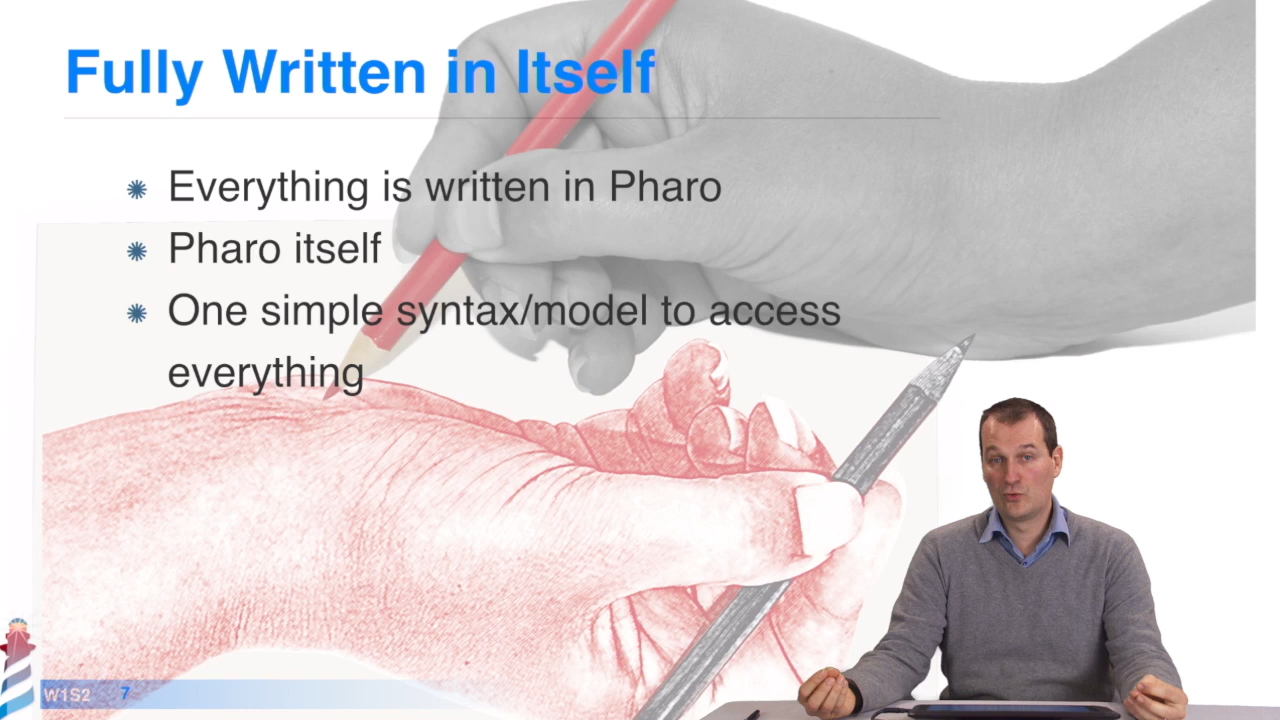 Fully Written in Itself
Everything is written in Pharo
Pharo itself
One simple syntax/model to access
everything
W1S2 7